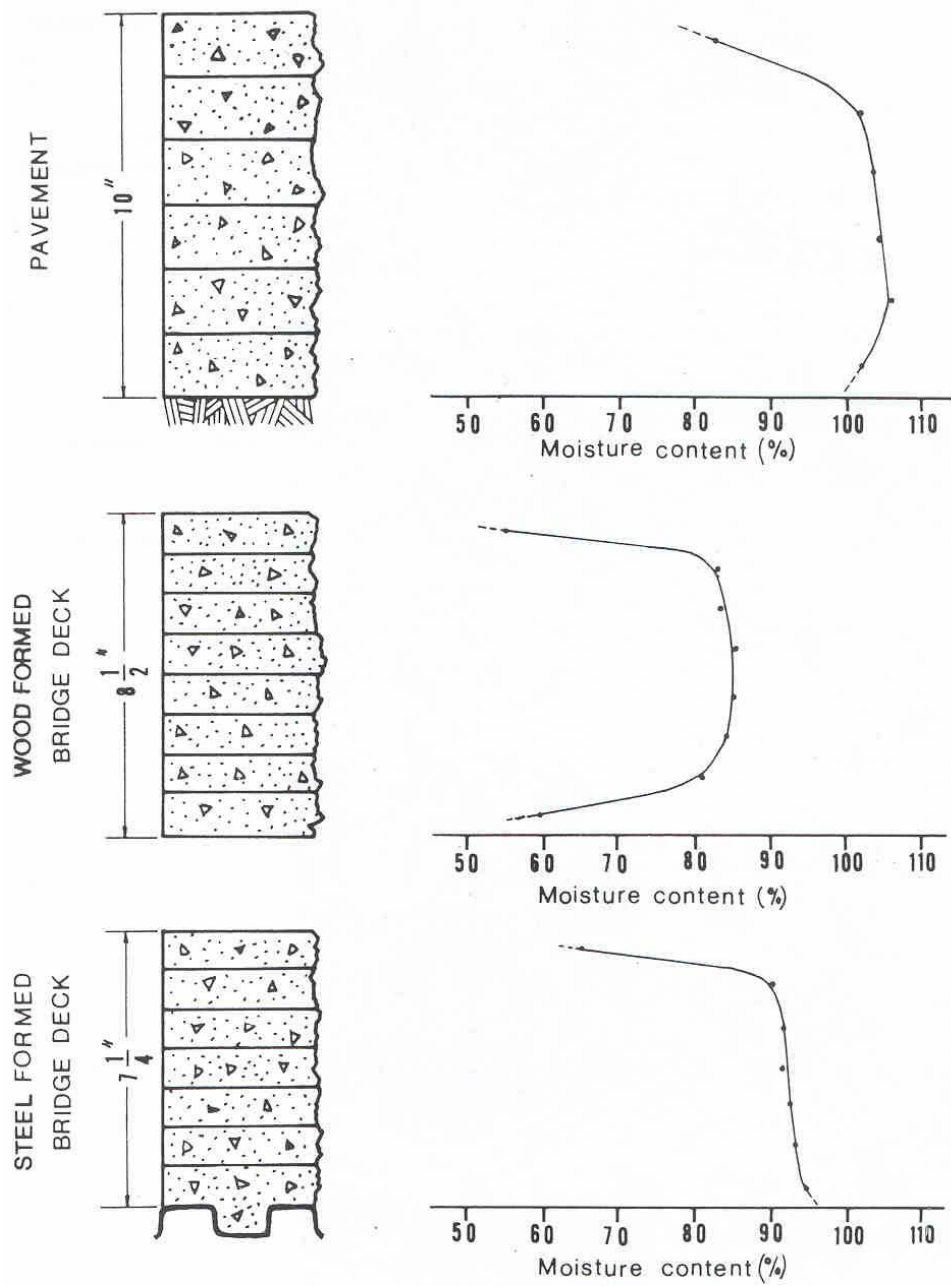 PAVEMENT
10"
50 60 70 80 90 100 110
Moisture content (%)
WOOD FORMED
BRIDGE DECK
8 1/2"
50 60 70 80 90 100 110
Moisture content (%)
STEEL FORMED
BRIDGE DECK
7 1/4"
50 60 70 80 90 100 110
Moisture content (%)